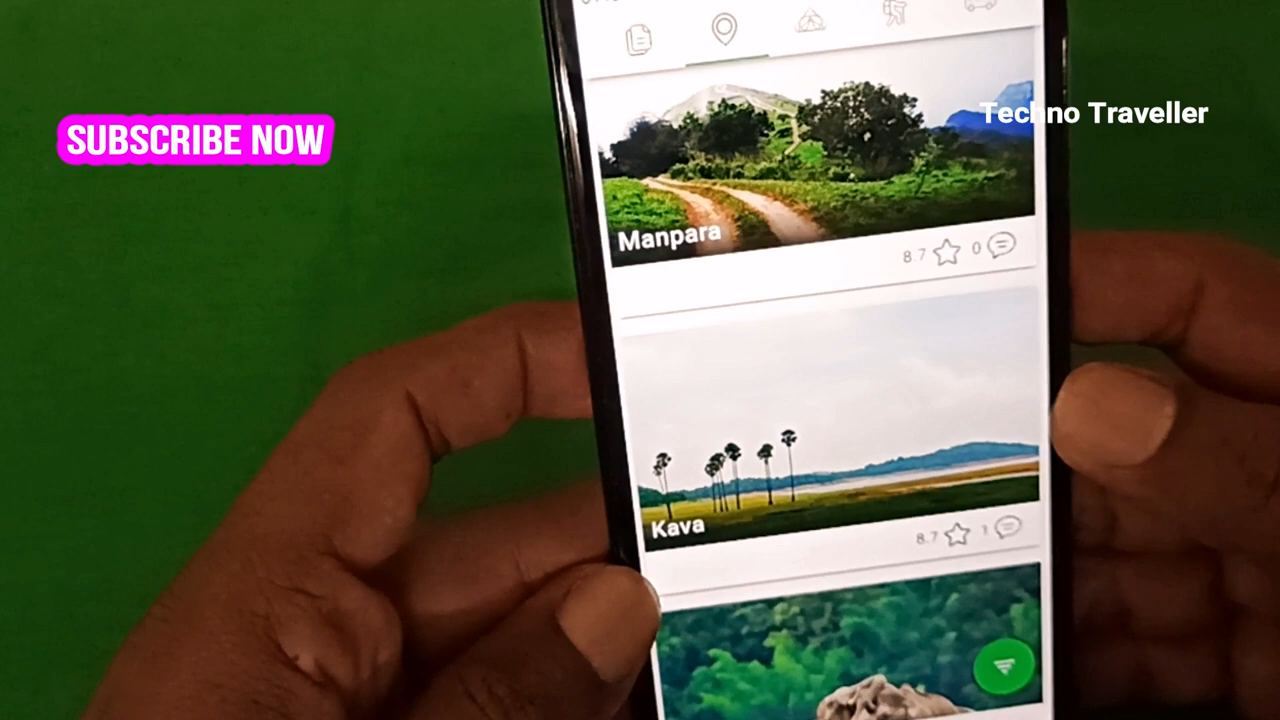 SUBSCRIBE NOW
Techno Traveller
Manpara
8.7 0
Kava
8.7 1